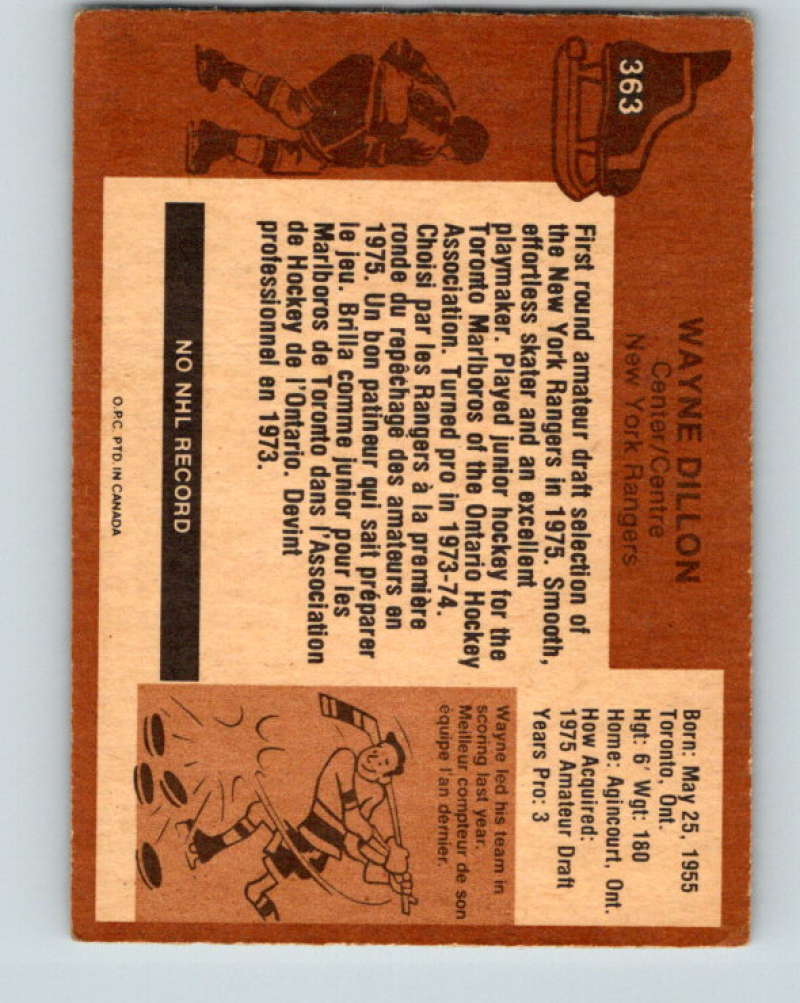 363
WAYNE DILLON
Center/Centre
New York Rangers
Born: May 25, 1955
Toronto, Ont.
Hgt: 6' Wgt: 180
Home: Agincourt, Ont.
How Acquired:
1975 Amateur Draft
Years Pro: 3
First round amateur draft selection of
the New York Rangers in 1975. Smooth,
effortless skater and an excellent
playmaker. Played junior hockey for the
Toronto Marlboros of the Ontario Hockey
Association. Turned pro in 1973-74.
Choisi par les Rangers à la première
ronde du repêchage des amateurs en
1975. Un bon patineur qui sait préparer
le jeu. Brilla comme junior pour les
Marlboros de Toronto dans l'Association
de Hockey de l'Ontario. Devint
professionnel en 1973.
Wayne led his team in
scoring last year.
Meilleur compteur de son
équipe l'an dernier.
NO NHL RECORD
O.P.C. PTD. IN CANADA